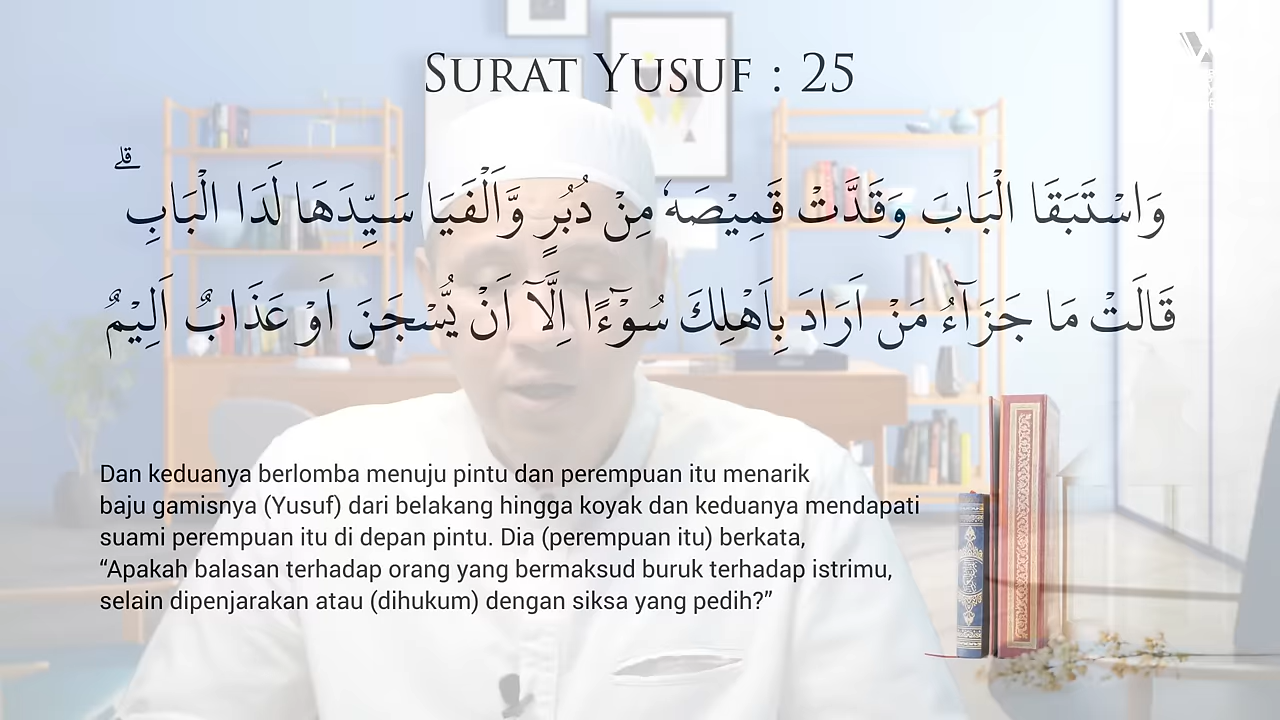 SURAT YUSUF : 25
وَاسْتَبَقَا الْبَابَ وَقَدَّتْ قَمِيْصَهٗ مِنْ دُبُرٍ وَّاَلْفَيَا سَيِّدَهَا لَدَا الْبَابِۗ
قَالَتْ مَا جَزَاۤءُ مَنْ اَرَادَ بِاَهْلِكَ سُوْۤءًا اِلَّآ اَنْ يُّسْجَنَ اَوْ عَذَابٌ اَلِيْمٌ
Dan keduanya berlomba menuju pintu dan perempuan itu menarik
baju gamisnya (Yusuf) dari belakang hingga koyak dan keduanya mendapati
suami perempuan itu di depan pintu. Dia (perempuan itu) berkata,
“Apakah balasan terhadap orang yang bermaksud buruk terhadap istrimu,
selain dipenjarakan atau (dihukum) dengan siksa yang pedih?”